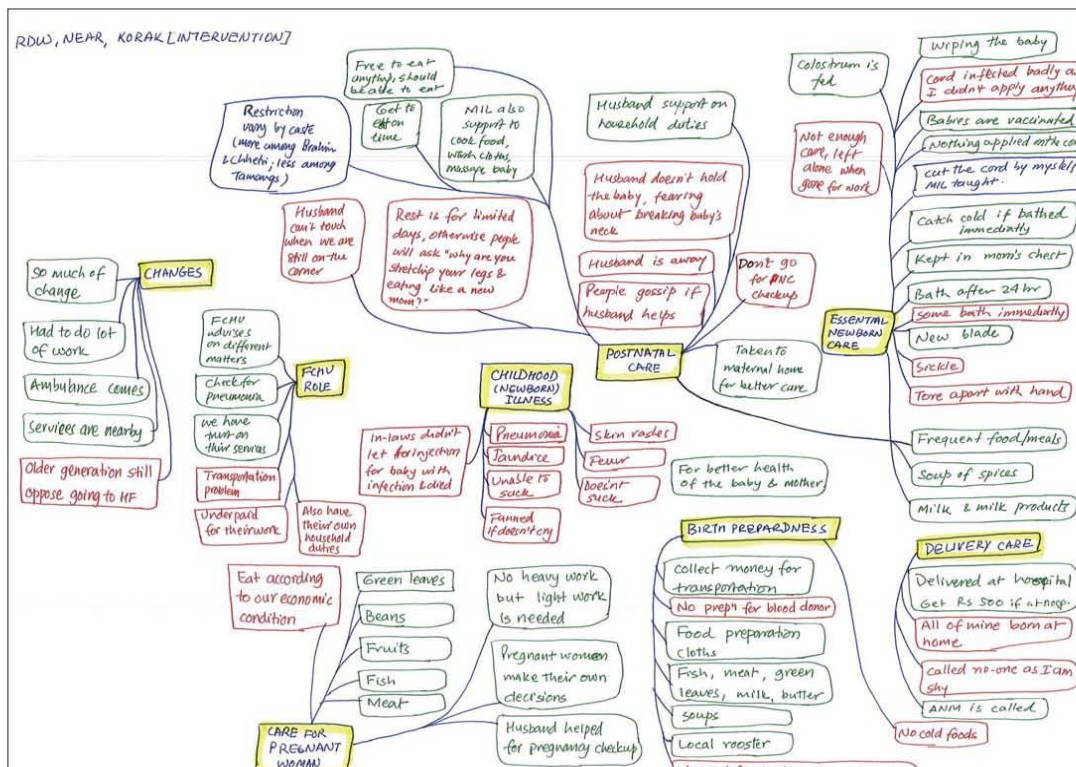 RDW, NEAR, KORAK [INTERVENTION]
Free to eat
anything, should
be able to eat
Restriction
vary by caste
(more among Brahmin
& Chhetri; less among
Tamangs)
Get to
eat on
time
MIL also
support to
cook food,
wash cloths,
massage baby
Husband
can't touch
when we are
still on the
corner
Rest is for limited
days, otherwise people
will ask "why are you
stretchip your legs &
eating like a new
mom?"
Husband support on
household duties
Husband doesn't hold
the baby, fearing
about breaking baby's
neck
Husband is away
People gossip if
husband helps
Don't go
for PNC
checkup
POSTNATAL
CARE
Taken to
maternal home
for better care
Colostrum is
fed
Not enough
care, left
alone when
gone for work
Wiping the baby
Cord infected badly as
I didn't apply anything
Babies are vaccinated
Nothing applied on the
cut the cord by myself
MIL taught.
Catch cold if bathed
immediatly
Kept in mom's chest
Bath after 24 hr
Some bath immediatly
New blade
Sickle
Tore apart with hand
ESSENTIAL
NEWBORN
CARE
Frequent food/meals
Soup of spices
Milk & milk products
CHANGES
So much of
change
Had to do lot
of work
Ambulance comes
Services are nearby
Older generation still
oppose going to HF
FCHV
ROLE
FCHV
advises
on different
matters
Check for
pneumonia
we have
trust on
their services
Transportation
problem
Underpaid
for their work
Also have
their own
household
duties
CHILDHOOD
(NEWBORN)
ILLNESS
In-laws didn't
let for injection
for baby with
infection & died
Pneumonia
Jaundice
Unable to
suck
Fanned
if doesn't cry
Skin rashes
Fever
Doesn't
suck
For better health
of the baby & mother
BIRTH PREPARDNESS
Collect money for
transportation
No prepn for blood donor
Food preparation
cloths
Fish, meat, green
leaves, milk, butter
soups
Local rooster
No cold foods
DELIVERY CARE
Delivered at hospital
Get RS 500 if at hosp.
All of mine born at
home
called no-one as I am
shy
ANM is called
Eat according
to our economic
condition
Green leaves
Beans
Fruits
Fish
Meat
No heavy work
but light work
is needed
Pregnant women
make their own
decisions
Husband helped
for pregnancy checkup
CARE FOR
PREGNANT
WOMAN